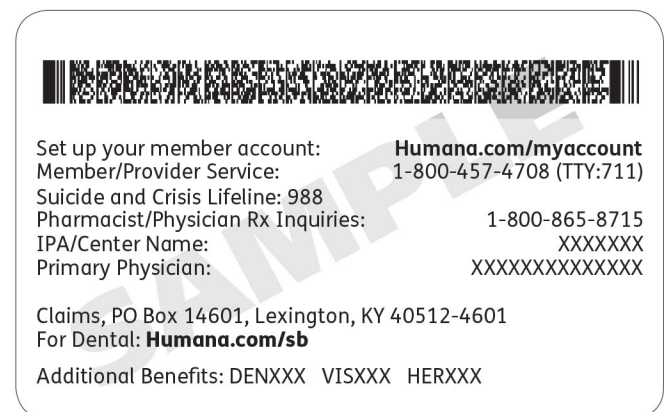 Set up your member account: Humana.com/myaccount
Member/Provider Service: 1-800-457-4708 (TTY:711)
Suicide and Crisis Lifeline: 988
Pharmacist/Physician Rx Inquiries: 1-800-865-8715
IPA/Center Name: XXXXXXX
Primary Physician: XXXXXXXXXXXXXX
Claims, PO Box 14601, Lexington, KY 40512-4601
For Dental: Humana.com/sb
Additional Benefits: DENXXX VISXXX HERXXX
SAMPLE